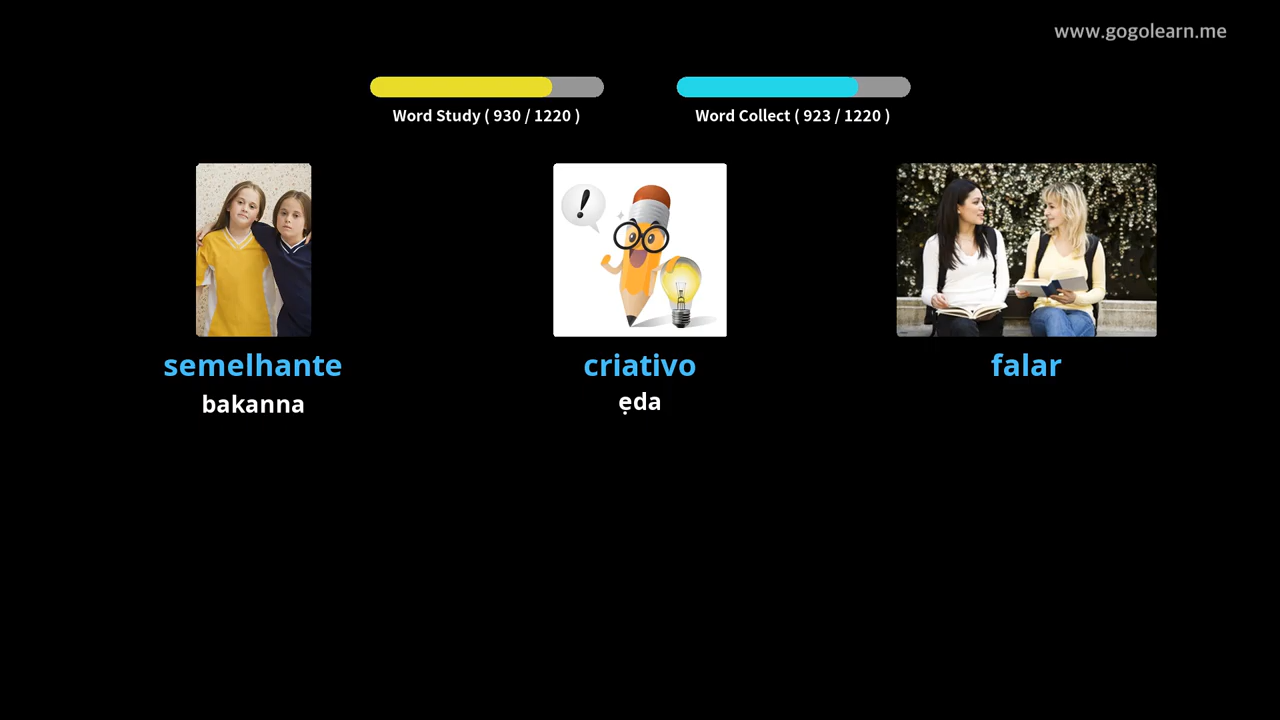 www.gogolearn.me
Word Study ( 930 / 1220 )
Word Collect ( 923 / 1220 )
!
semelhante
criativo
falar
bakanna
ẹda